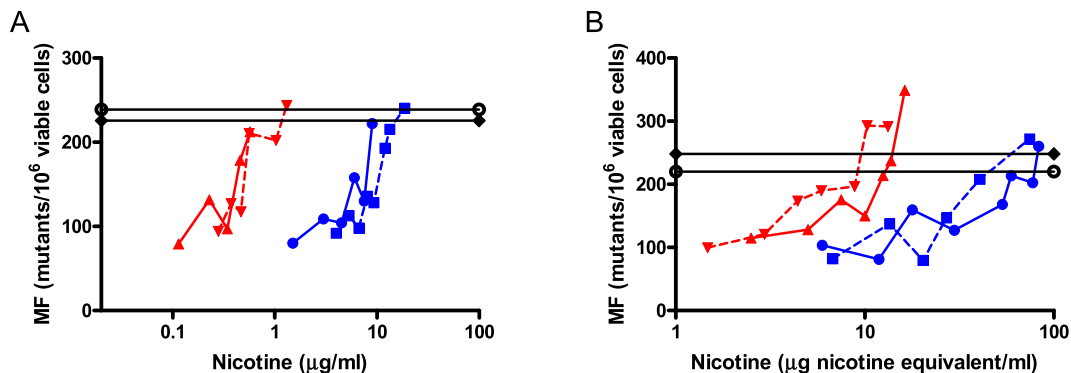 A
MF (mutants/10⁶ viable cells)
300
200
100
0
0.1 1 10 100
Nicotine (μg/ml)
B
MF (mutants/10⁶ viable cells)
400
300
200
100
0
1 10 100
Nicotine (μg nicotine equivalent/ml)